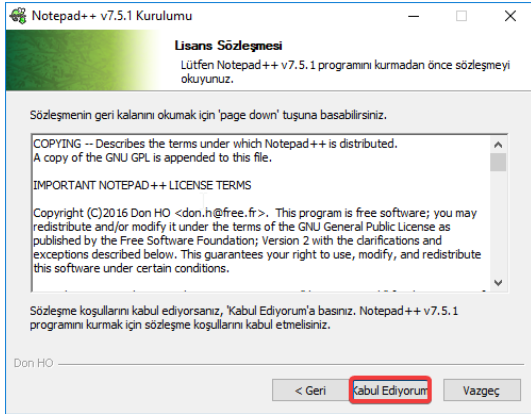 Notepad++ v7.5.1 Kurulumu
Lisans Sözleşmesi
Lütfen Notepad++ v7.5.1 programını kurmadan önce sözleşmeyi
okuyunuz.
Sözleşmenin geri kalanını okumak için 'page down' tuşuna basabilirsiniz.
COPYING -- Describes the terms under which Notepad++ is distributed.
A copy of the GNU GPL is appended to this file.
IMPORTANT NOTEPAD++ LICENSE TERMS
Copyright (C)2016 Don HO <don.h@free.fr>. This program is free software; you may
redistribute and/or modify it under the terms of the GNU General Public License as
published by the Free Software Foundation; Version 2 with the clarifications and
exceptions described below. This guarantees your right to use, modify, and redistribute
this software under certain conditions.
Sözleşme koşullarını kabul ediyorsanız, 'Kabul Ediyorum'a basınız. Notepad++ v7.5.1
programını kurmak için sözleşme koşullarını kabul etmelisiniz.
Don HO
< Geri Kabul Ediyorum Vazgeç